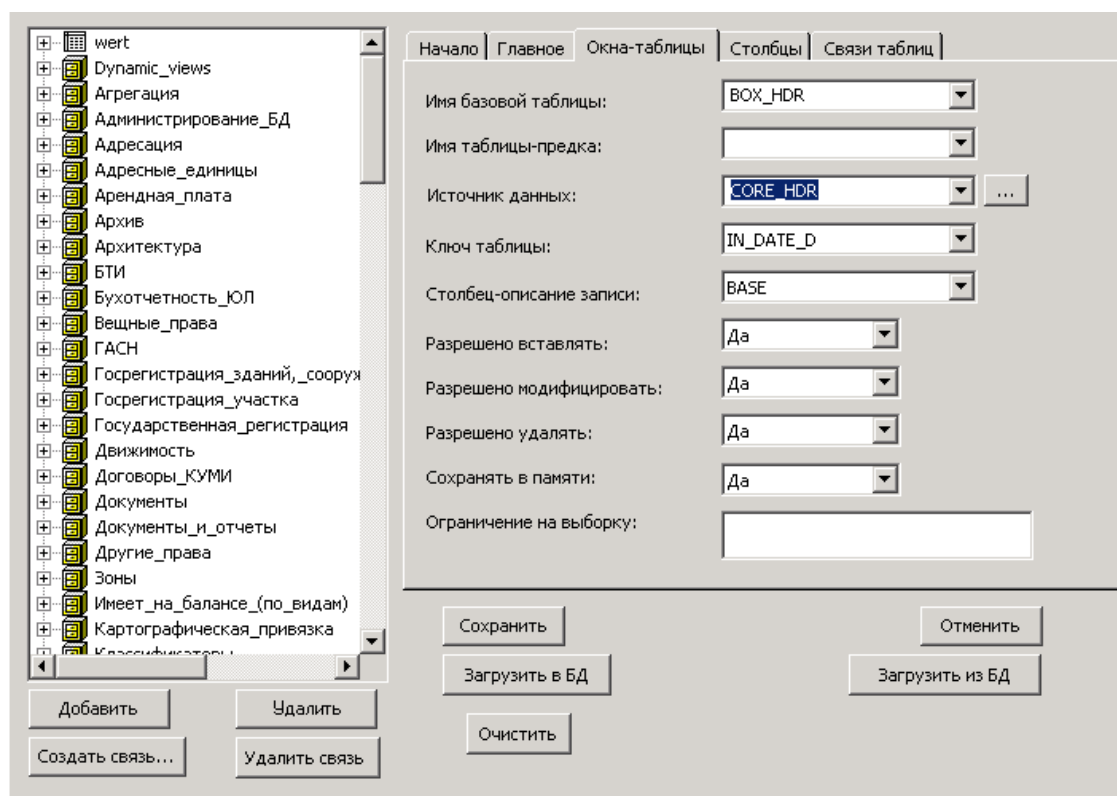 wert
Dynamic_views
Агрегация
Администрирование_БД
Адресация
Адресные_единицы
Арендная_плата
Архив
Архитектура
БТИ
Бухотчетность_ЮЛ
Вещные_права
ГАСН
Госрегистрация_зданий,_сооруж
Госрегистрация_участка
Государственная_регистрация
Движимость
Договоры_КУМИ
Документы
Документы_и_отчеты
Другие_права
Зоны
Имеет_на_балансе_(по_видам)
Картографическая_привязка
Классификаторы
Добавить Удалить
Создать связь... Удалить связь
Начало Главное Окна-таблицы Столбцы Связи таблиц
Имя базовой таблицы: BOX_HDR
Имя таблицы-предка:
Источник данных: CORE_HDR ...
Ключ таблицы: IN_DATE_D
Столбец-описание записи: BASE
Разрешено вставлять: Да
Разрешено модифицировать: Да
Разрешено удалять: Да
Сохранять в памяти: Да
Ограничение на выборку:
Сохранить Отменить
Загрузить в БД Загрузить из БД
Очистить